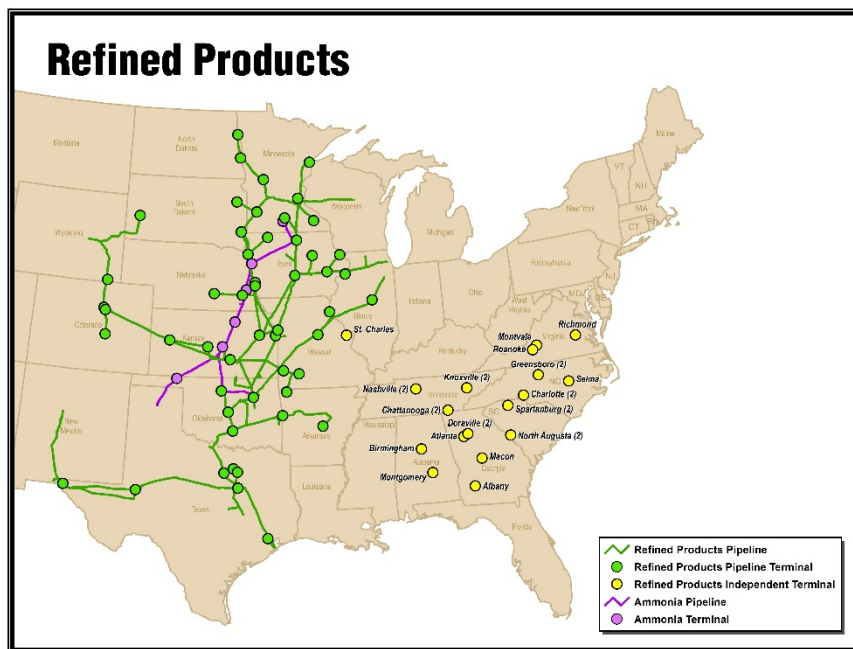 Refined Products
Maine
North
Dakota
Montana
Minnesota
VT
NH
South
Dakota
Wisconsin
New York
MA
CT
RI
Michigan
Wyoming
Iowa
Pennsylvania
NJ
Nebraska
Ohio
MD
DE
Indiana
Illinois
West
Virginia
Virginia
Richmond
Colorado
St. Charles
Kansas
Missouri
Montvale
Roanoke
Kentucky
Greensboro (2)
Knoxville (2)
Nashville (2)
NC
Selma
Tennessee
Charlotte (2)
Oklahoma
Chattanooga (2)
SC
Spartanburg (2)
New
Mexico
Arkansas
Mississippi
Doraville (2)
Atlanta
North Augusta (2)
Birmingham
Alabama
Macon
Georgia
Montgomery
Louisiana
Albany
Texas
Florida
Refined Products Pipeline
Refined Products Pipeline Terminal
Refined Products Independent Terminal
Ammonia Pipeline
Ammonia Terminal